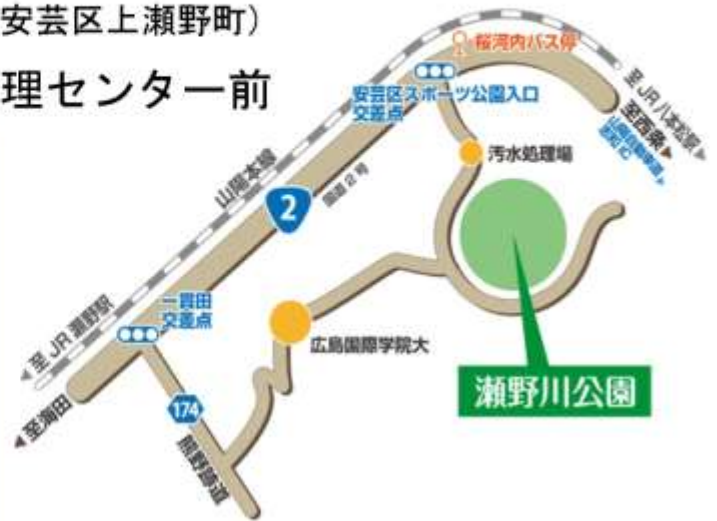 安芸区上瀬野町)
理センター前
桜河内バス停
安芸区スポーツ公園入口
交差点
至JR八本松駅
至西条
汚水処理場
山陽本線
2
国道2号
一貫田
交差点
至JR瀬野駅
広島国際学院大
瀬野川公園
174
至海田
熊野跡道